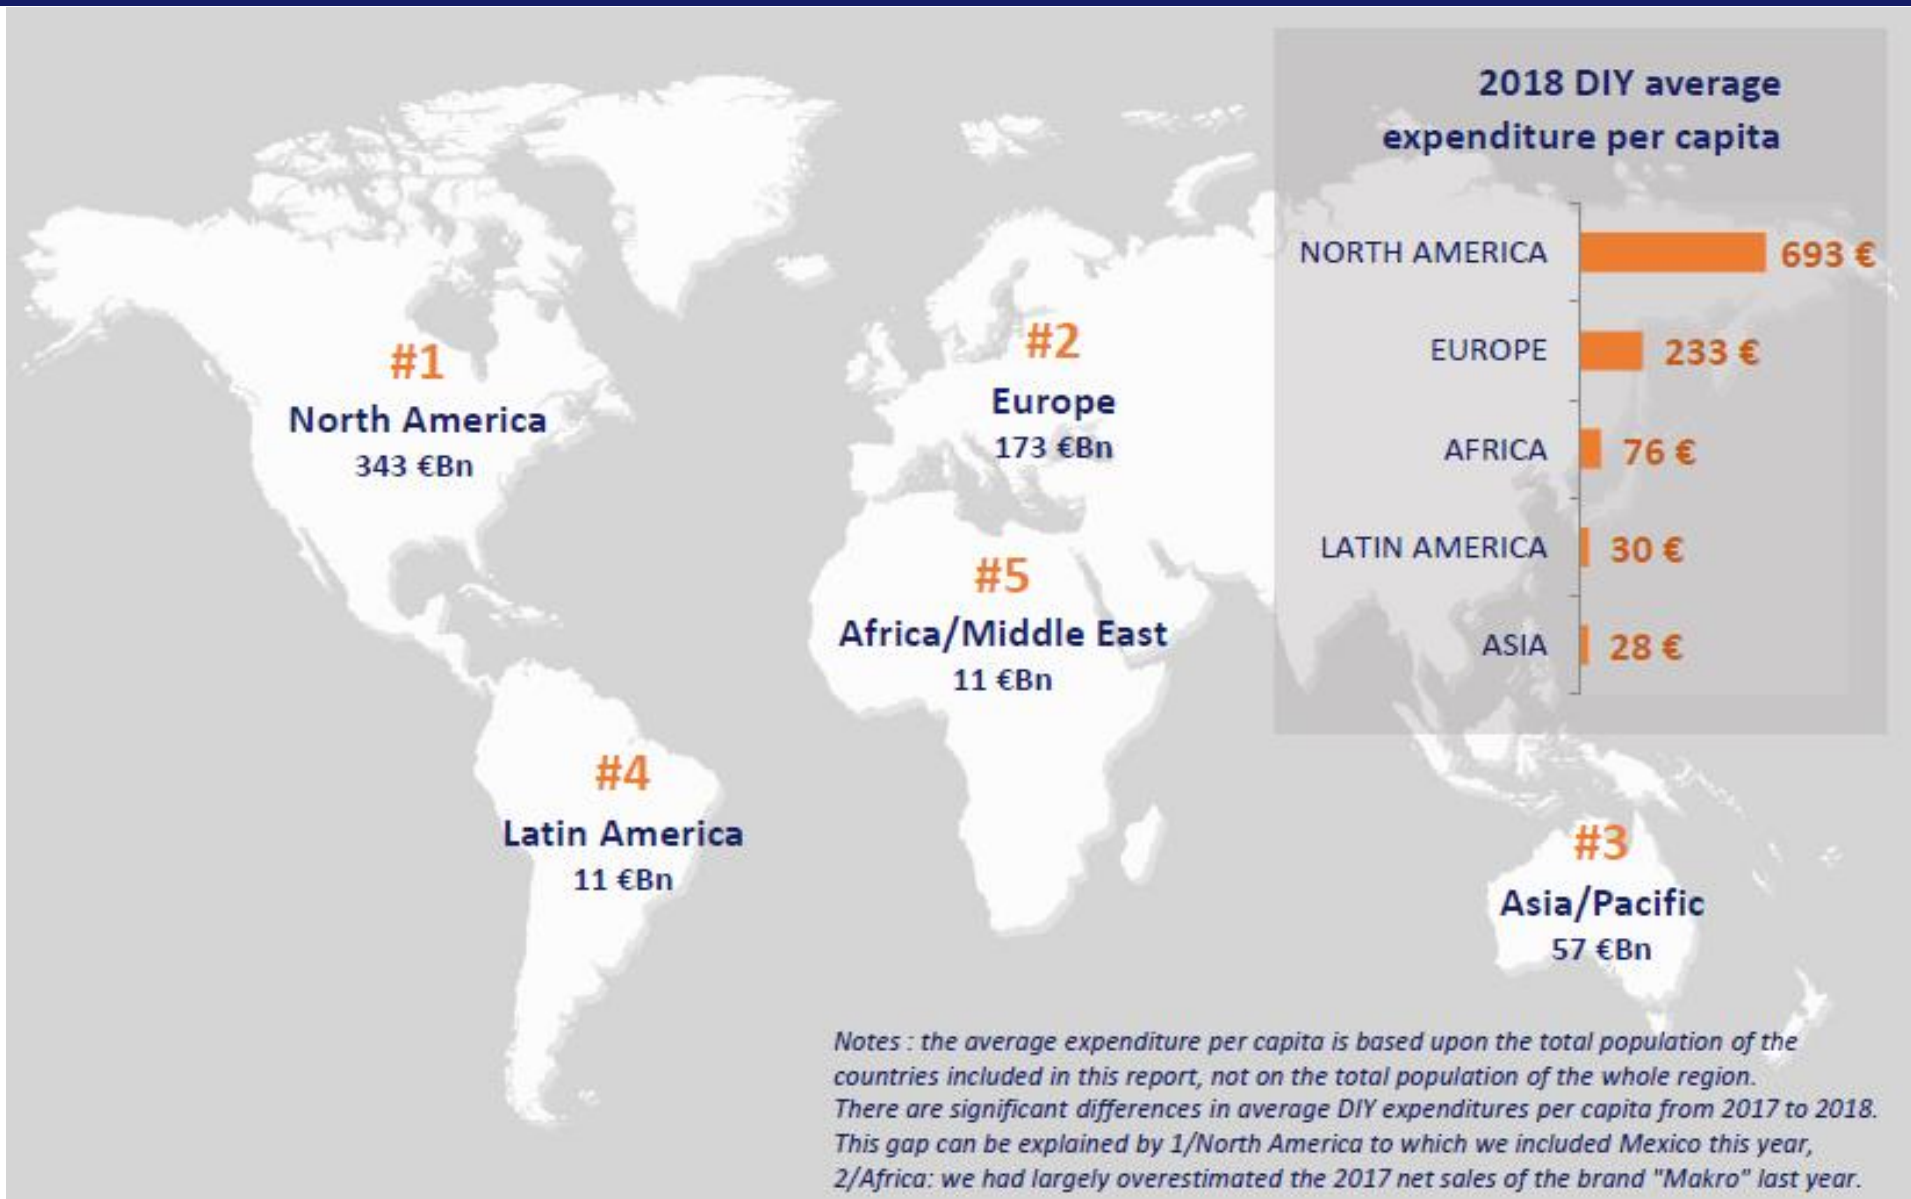 2018 DIY average
expenditure per capita
NORTH AMERICA 693 €
EUROPE 233 €
AFRICA 76 €
LATIN AMERICA 30 €
ASIA 28 €
#1
North America
343 €Bn
#2
Europe
173 €Bn
#5
Africa/Middle East
11 €Bn
#4
Latin America
11 €Bn
#3
Asia/Pacific
57 €Bn
Notes : the average expenditure per capita is based upon the total population of the
countries included in this report, not on the total population of the whole region.
There are significant differences in average DIY expenditures per capita from 2017 to 2018.
This gap can be explained by 1/North America to which we included Mexico this year,
2/Africa: we had largely overestimated the 2017 net sales of the brand "Makro" last year.